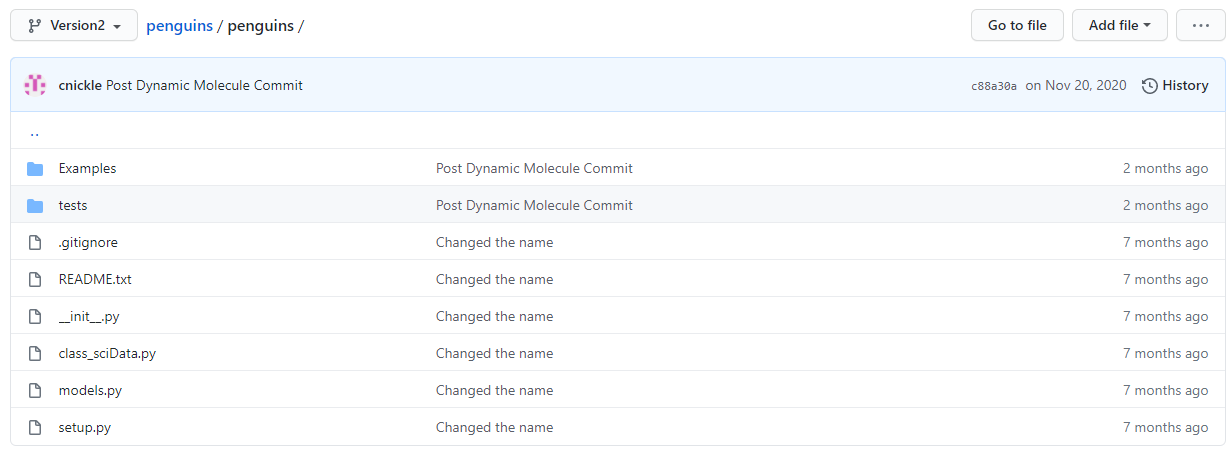 Version2 penguins / penguins / Go to file Add file ...
cnickle Post Dynamic Molecule Commit c88a30a on Nov 20, 2020 History
..
Examples Post Dynamic Molecule Commit 2 months ago
tests Post Dynamic Molecule Commit 2 months ago
.gitignore Changed the name 7 months ago
README.txt Changed the name 7 months ago
__init__.py Changed the name 7 months ago
class_sciData.py Changed the name 7 months ago
models.py Changed the name 7 months ago
setup.py Changed the name 7 months ago